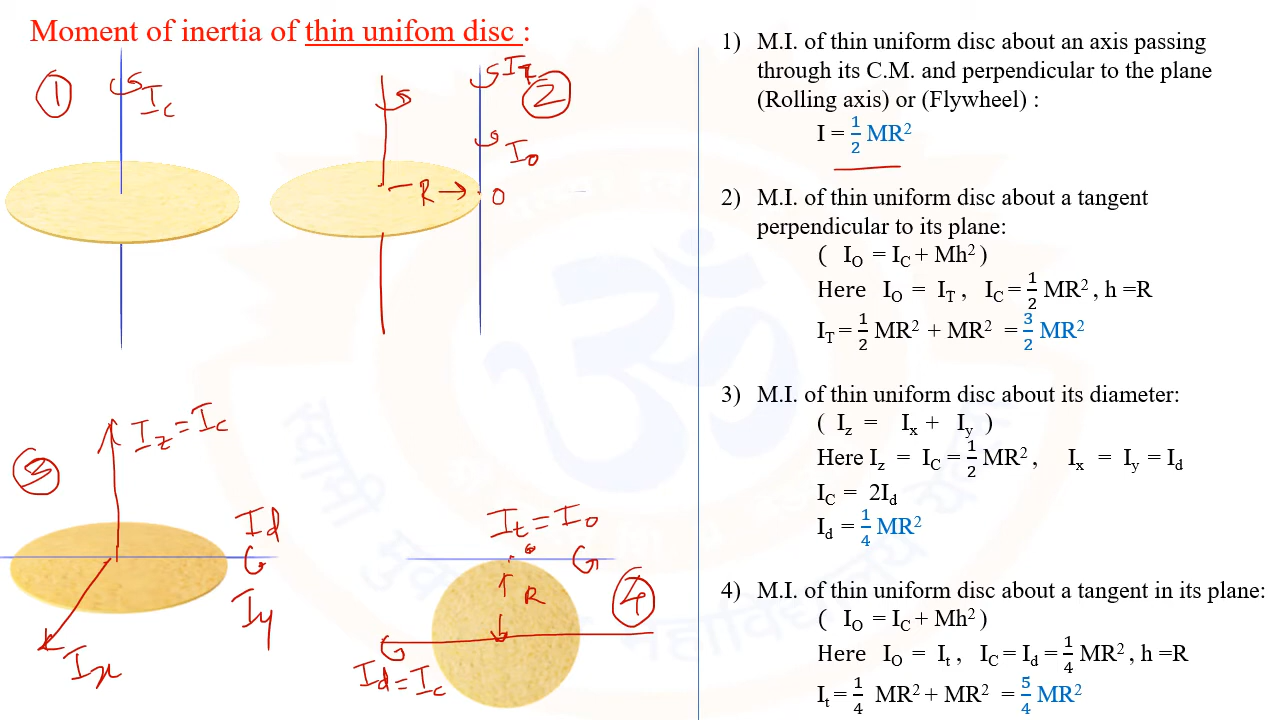 Moment of inertia of thin unifom disc :
① I_C
I_T
②
I_O
R O
③
I_z = I_C
I_d
I_y
I_x
I_t = I_O
R
④
I_d = I_C
1) M.I. of thin uniform disc about an axis passing
through its C.M. and perpendicular to the plane
(Rolling axis) or (Flywheel) :
I = 1/2 MR²
2) M.I. of thin uniform disc about a tangent
perpendicular to its plane:
( I_O = I_C + Mh² )
Here I_O = I_T , I_C = 1/2 MR² , h =R
I_T = 1/2 MR² + MR² = 3/2 MR²
3) M.I. of thin uniform disc about its diameter:
( I_z = I_x + I_y )
Here I_z = I_C = 1/2 MR² , I_x = I_y = I_d
I_C = 2I_d
I_d = 1/4 MR²
4) M.I. of thin uniform disc about a tangent in its plane:
( I_O = I_C + Mh² )
Here I_O = I_t , I_C = I_d = 1/4 MR² , h =R
I_t = 1/4 MR² + MR² = 5/4 MR²